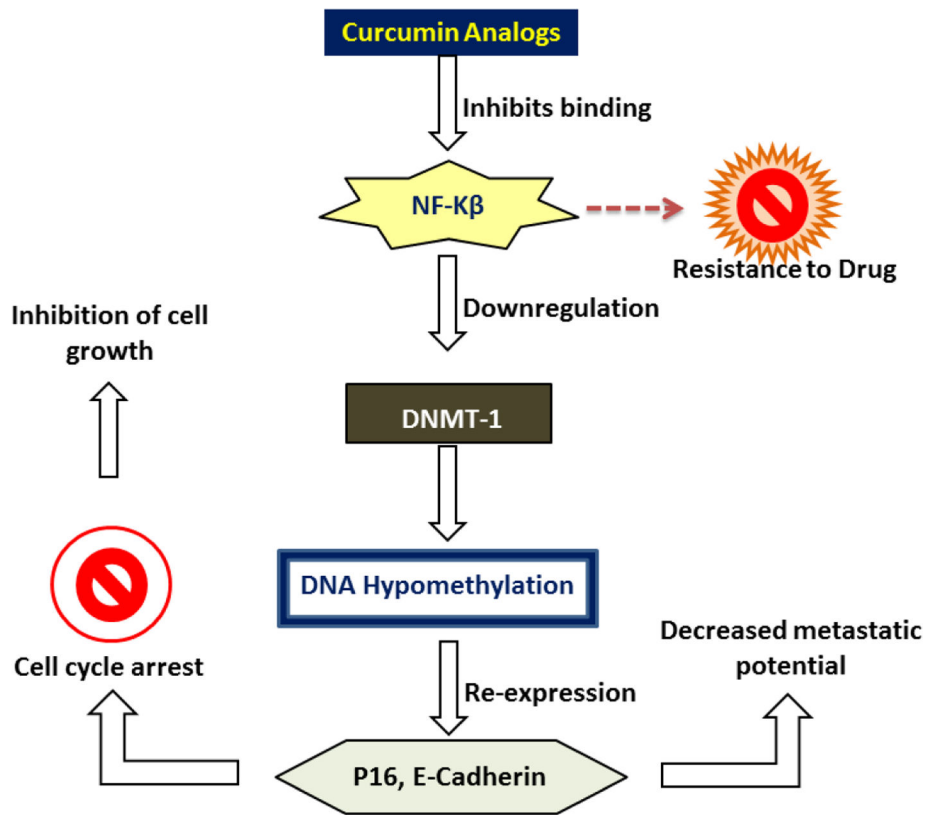 Curcumin Analogs
Inhibits binding
NF-Kβ
Resistance to Drug
Downregulation
Inhibition of cell
growth
DNMT-1
DNA Hypomethylation
Decreased metastatic
potential
Cell cycle arrest
Re-expression
P16, E-Cadherin